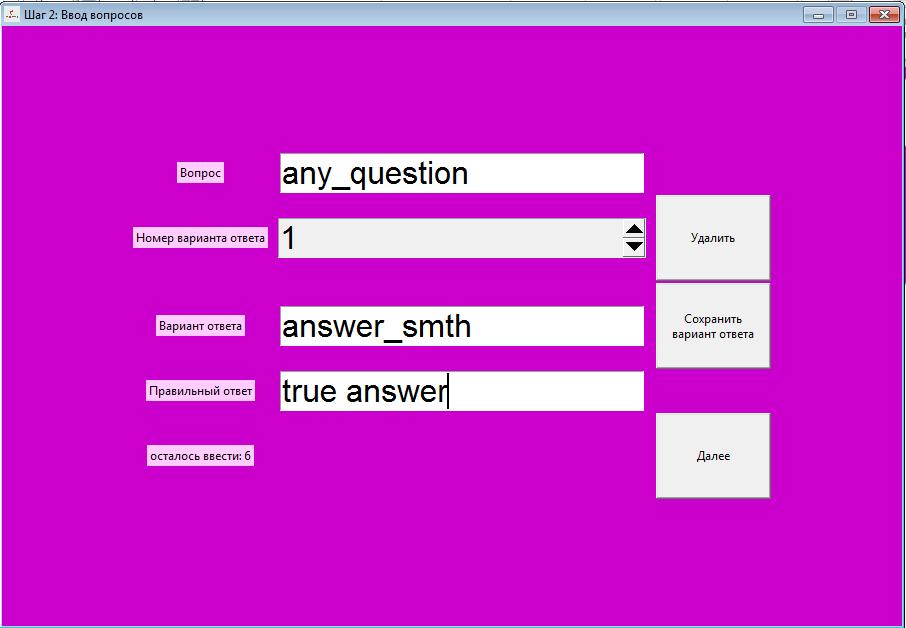 Шаг 2: Ввод вопросов
Вопрос
any_question
Номер варианта ответа
1
Удалить
Вариант ответа
answer_smth
Сохранить
вариант ответа
Правильный ответ
true answer
осталось ввести: 6
Далее